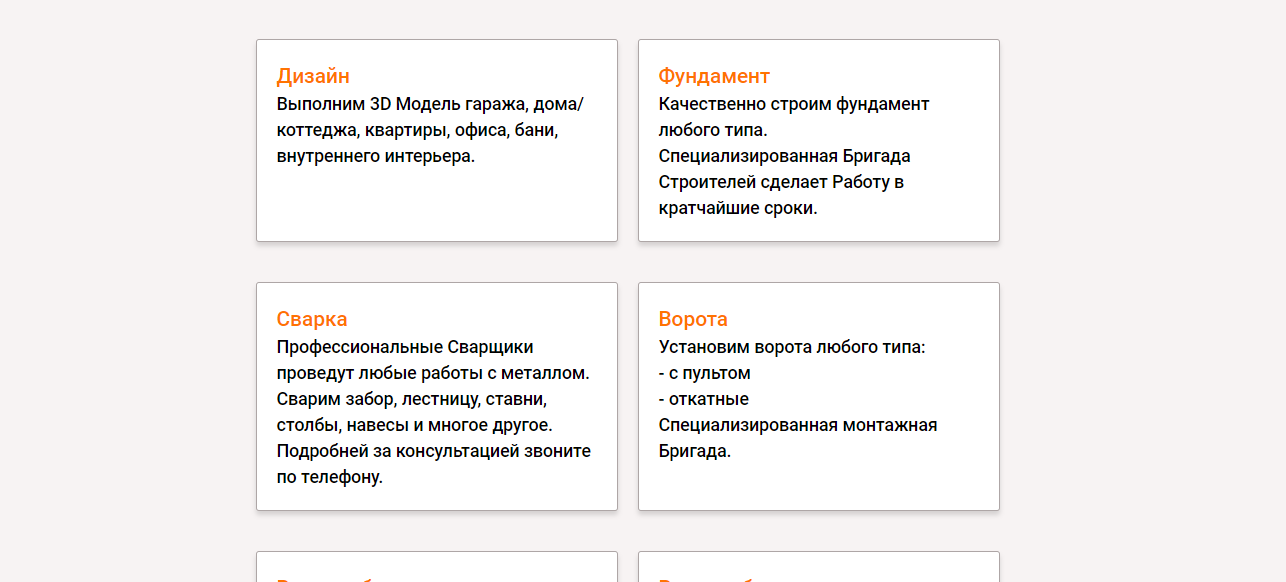 Дизайн
Выполним 3D Модель гаража, дома/
коттеджа, квартиры, офиса, бани,
внутреннего интерьера.
Фундамент
Качественно строим фундамент
любого типа.
Специализированная Бригада
Строителей сделает Работу в
кратчайшие сроки.
Сварка
Профессиональные Сварщики
проведут любые работы с металлом.
Сварим забор, лестницу, ставни,
столбы, навесы и многое другое.
Подробней за консультацией звоните
по телефону.
Ворота
Установим ворота любого типа:
- с пультом
- откатные
Специализированная монтажная
Бригада.